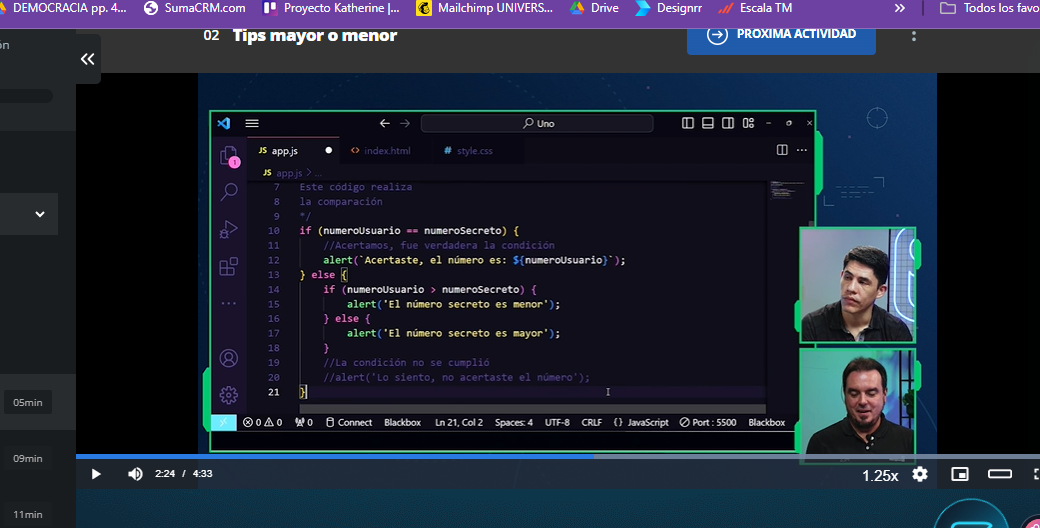 DEMOCRACIA pp. 4... SumaCRM.com Proyecto Katherine |... Mailchimp UNIVERS... Drive Designrr Escala TM » Todos los favo
ón
02 Tips mayor o menor PRÓXIMA ACTIVIDAD
Uno
JS app.js index.html # style.css
1
JS app.js > ...
7 Este código realiza
8 la comparación
9 */
10 if (numeroUsuario == numeroSecreto) {
11 //Acertamos, fue verdadera la condición
12 alert(`Acertaste, el número es: ${numeroUsuario}`);
13 } else {
14 if (numeroUsuario > numeroSecreto) {
15 alert('El número secreto es menor');
16 } else {
17 alert('El número secreto es mayor');
18 }
19 //La condición no se cumplió
20 //alert('Lo siento, no acertaste el número');
21 }
0 0 0 Connect Blackbox Ln 21, Col 2 Spaces: 4 UTF-8 CRLF {} JavaScript Port : 5500 Blackbox
05min
09min
11min
2:24 / 4:33 1.25x